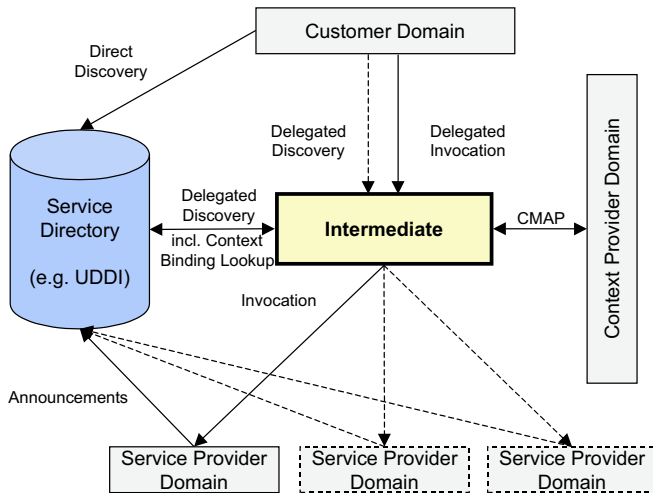 Customer Domain
Direct
Discovery
Delegated
Discovery
Delegated
Invocation
Context Provider Domain
Service
Directory
(e.g. UDDI)
Delegated
Discovery
incl. Context
Binding Lookup
Intermediate
CMAP
Invocation
Announcements
Service Provider
Domain
Service Provider
Domain
Service Provider
Domain